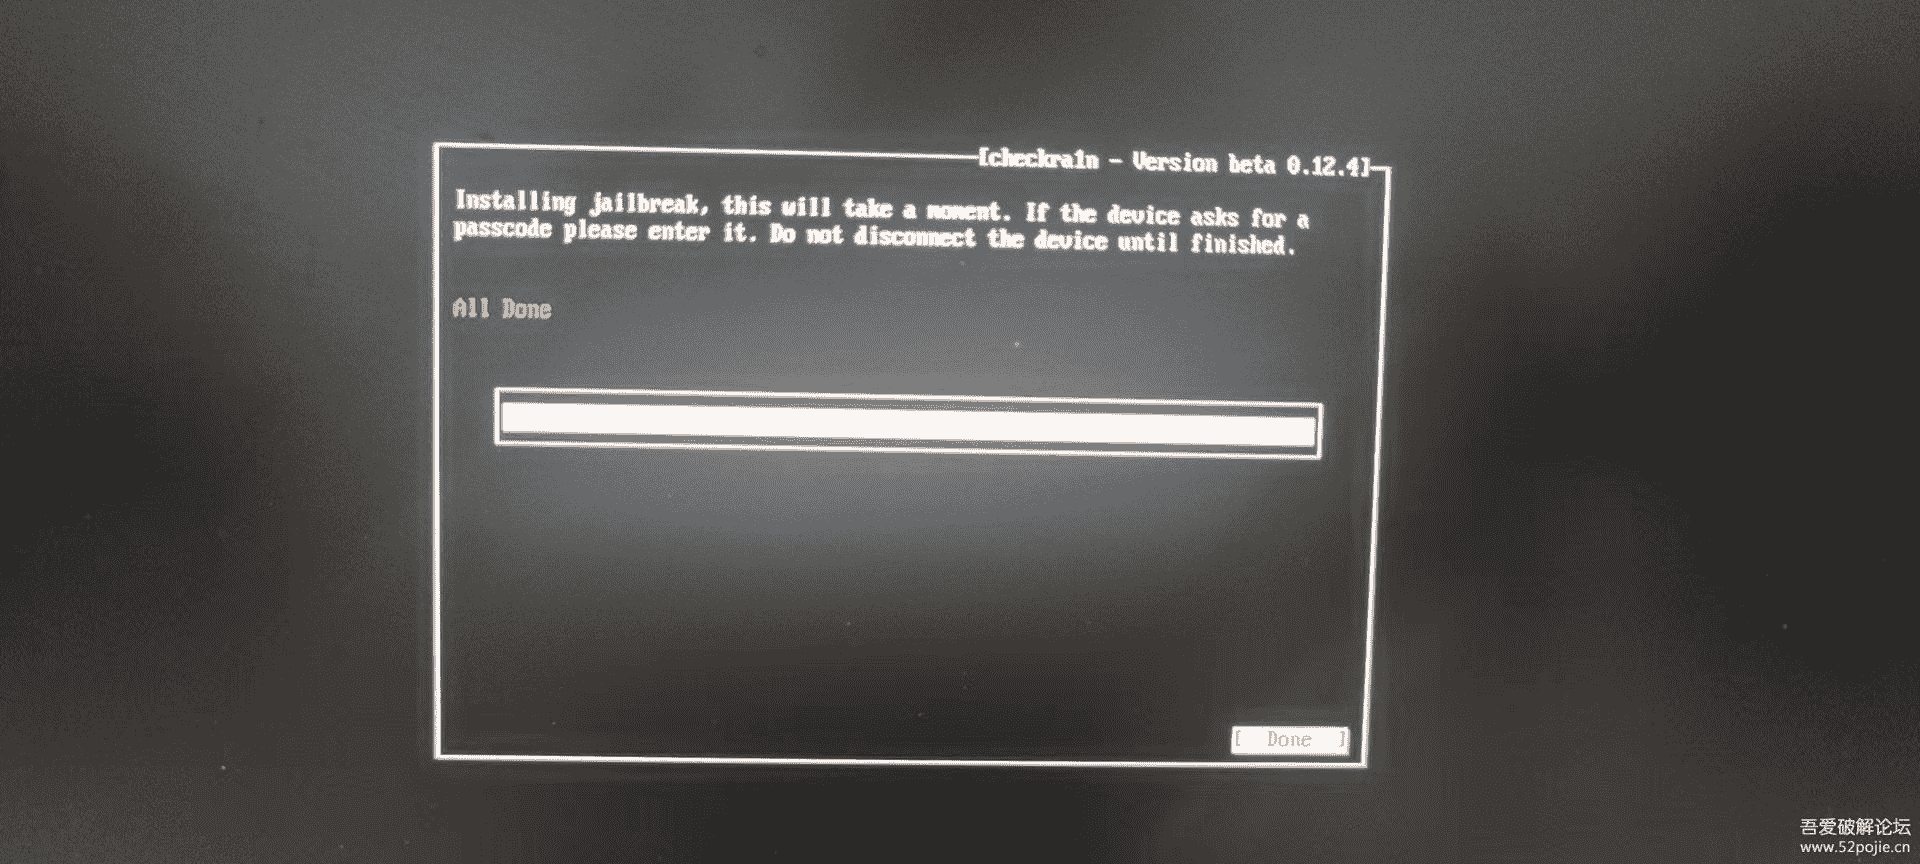 [checkra1n - Version beta 0.12.4]
Installing jailbreak, this will take a moment. If the device asks for a
passcode please enter it. Do not disconnect the device until finished.
All Done
[ Done ]
吾爱破解论坛
www.52pojie.cn